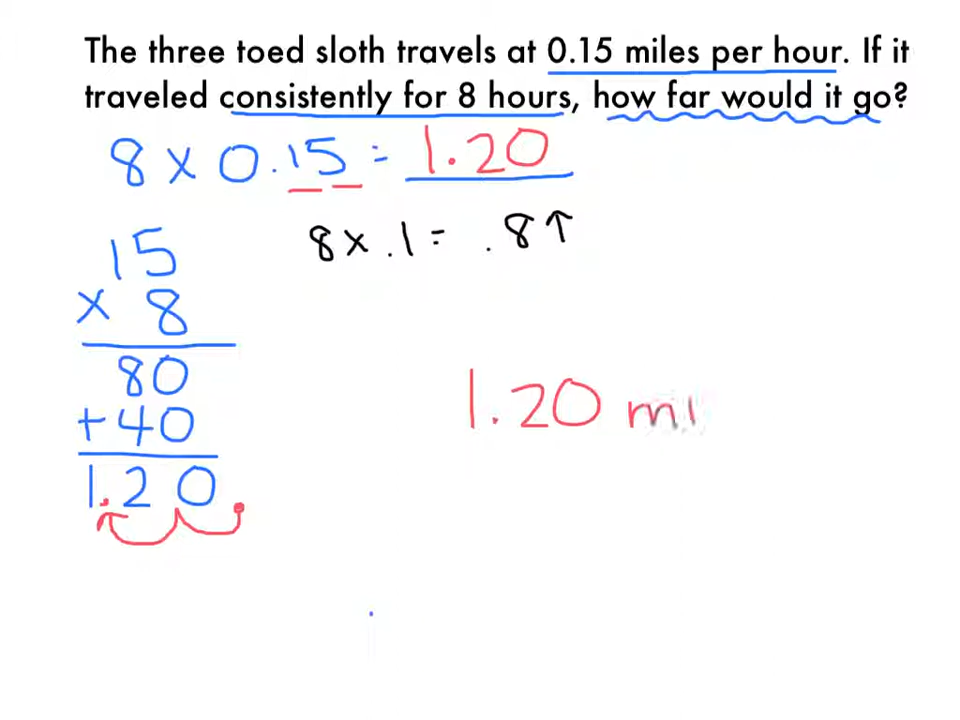 The three toed sloth travels at 0.15 miles per hour. If it
traveled consistently for 8 hours, how far would it go?
8 x 0.15 = 1.20
8 x .1 = .8↑
15
x 8
80
+40
1.20.
1.20 mi